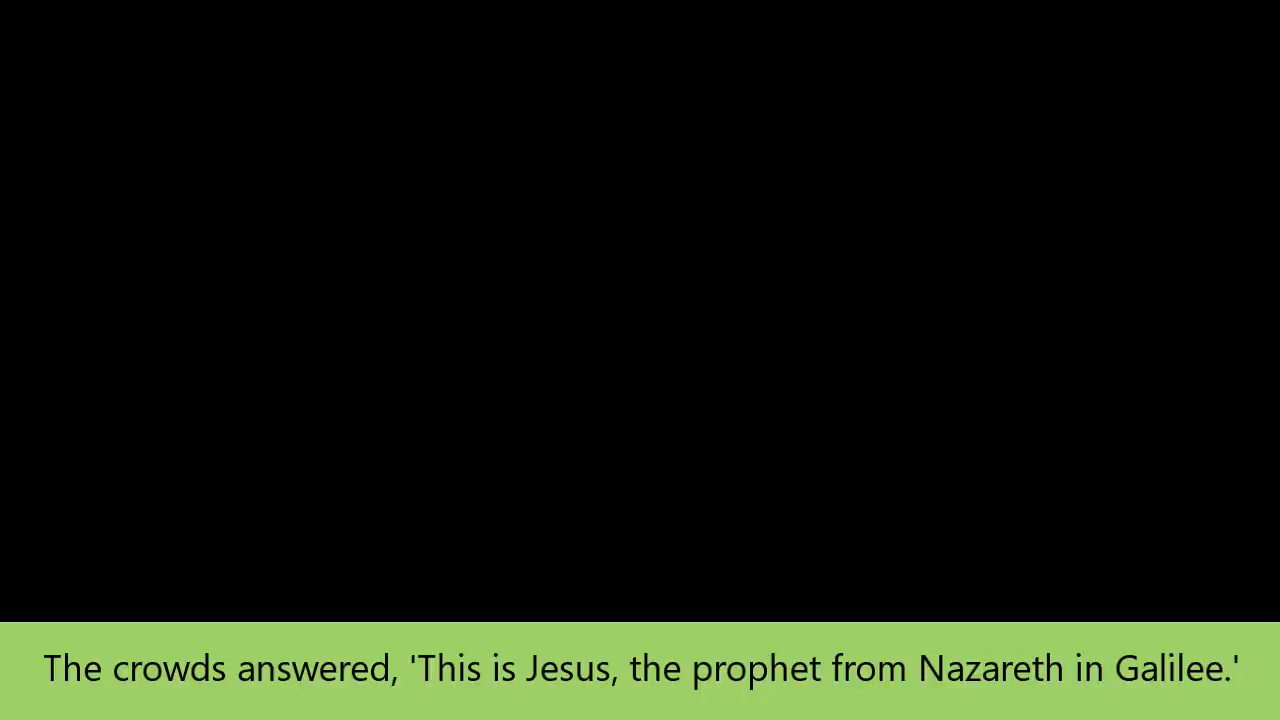 The crowds answered, 'This is Jesus, the prophet from Nazareth in Galilee.'